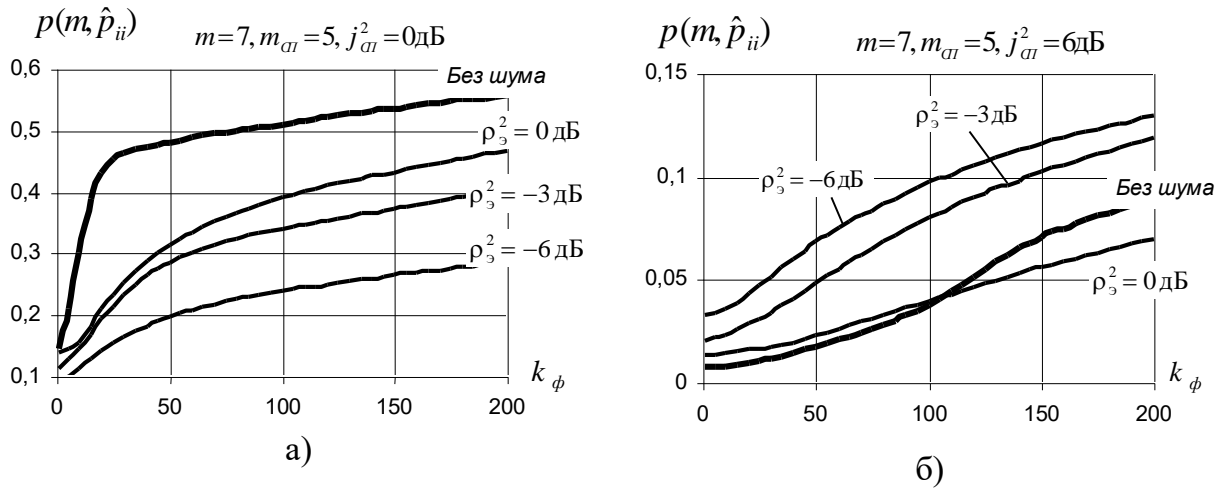 p(m, p̂ᵢᵢ)
m=7, m_СП=5, j²_СП=0дБ
0,6
0,5
0,4
0,3
0,2
0,1
Без шума
ρ²_Э = 0 дБ
ρ²_Э = −3 дБ
ρ²_Э = −6 дБ
k_ф
0 50 100 150 200
а)
p(m, p̂ᵢᵢ)
m=7, m_СП=5, j²_СП=6дБ
0,15
0,1
0,05
0
ρ²_Э = −3 дБ
ρ²_Э = −6 дБ
Без шума
ρ²_Э = 0 дБ
k_ф
0 50 100 150 200
б)